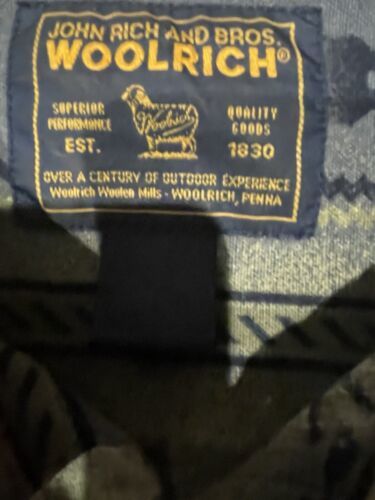 JOHN RICH AND BROS.
WOOLRICH®
SUPERIOR
PERFORMANCE
EST.
Woolrich
QUALITY
GOODS
1830
OVER A CENTURY OF OUTDOOR EXPERIENCE
Woolrich Woolen Mills - WOOLRICH, PENNA